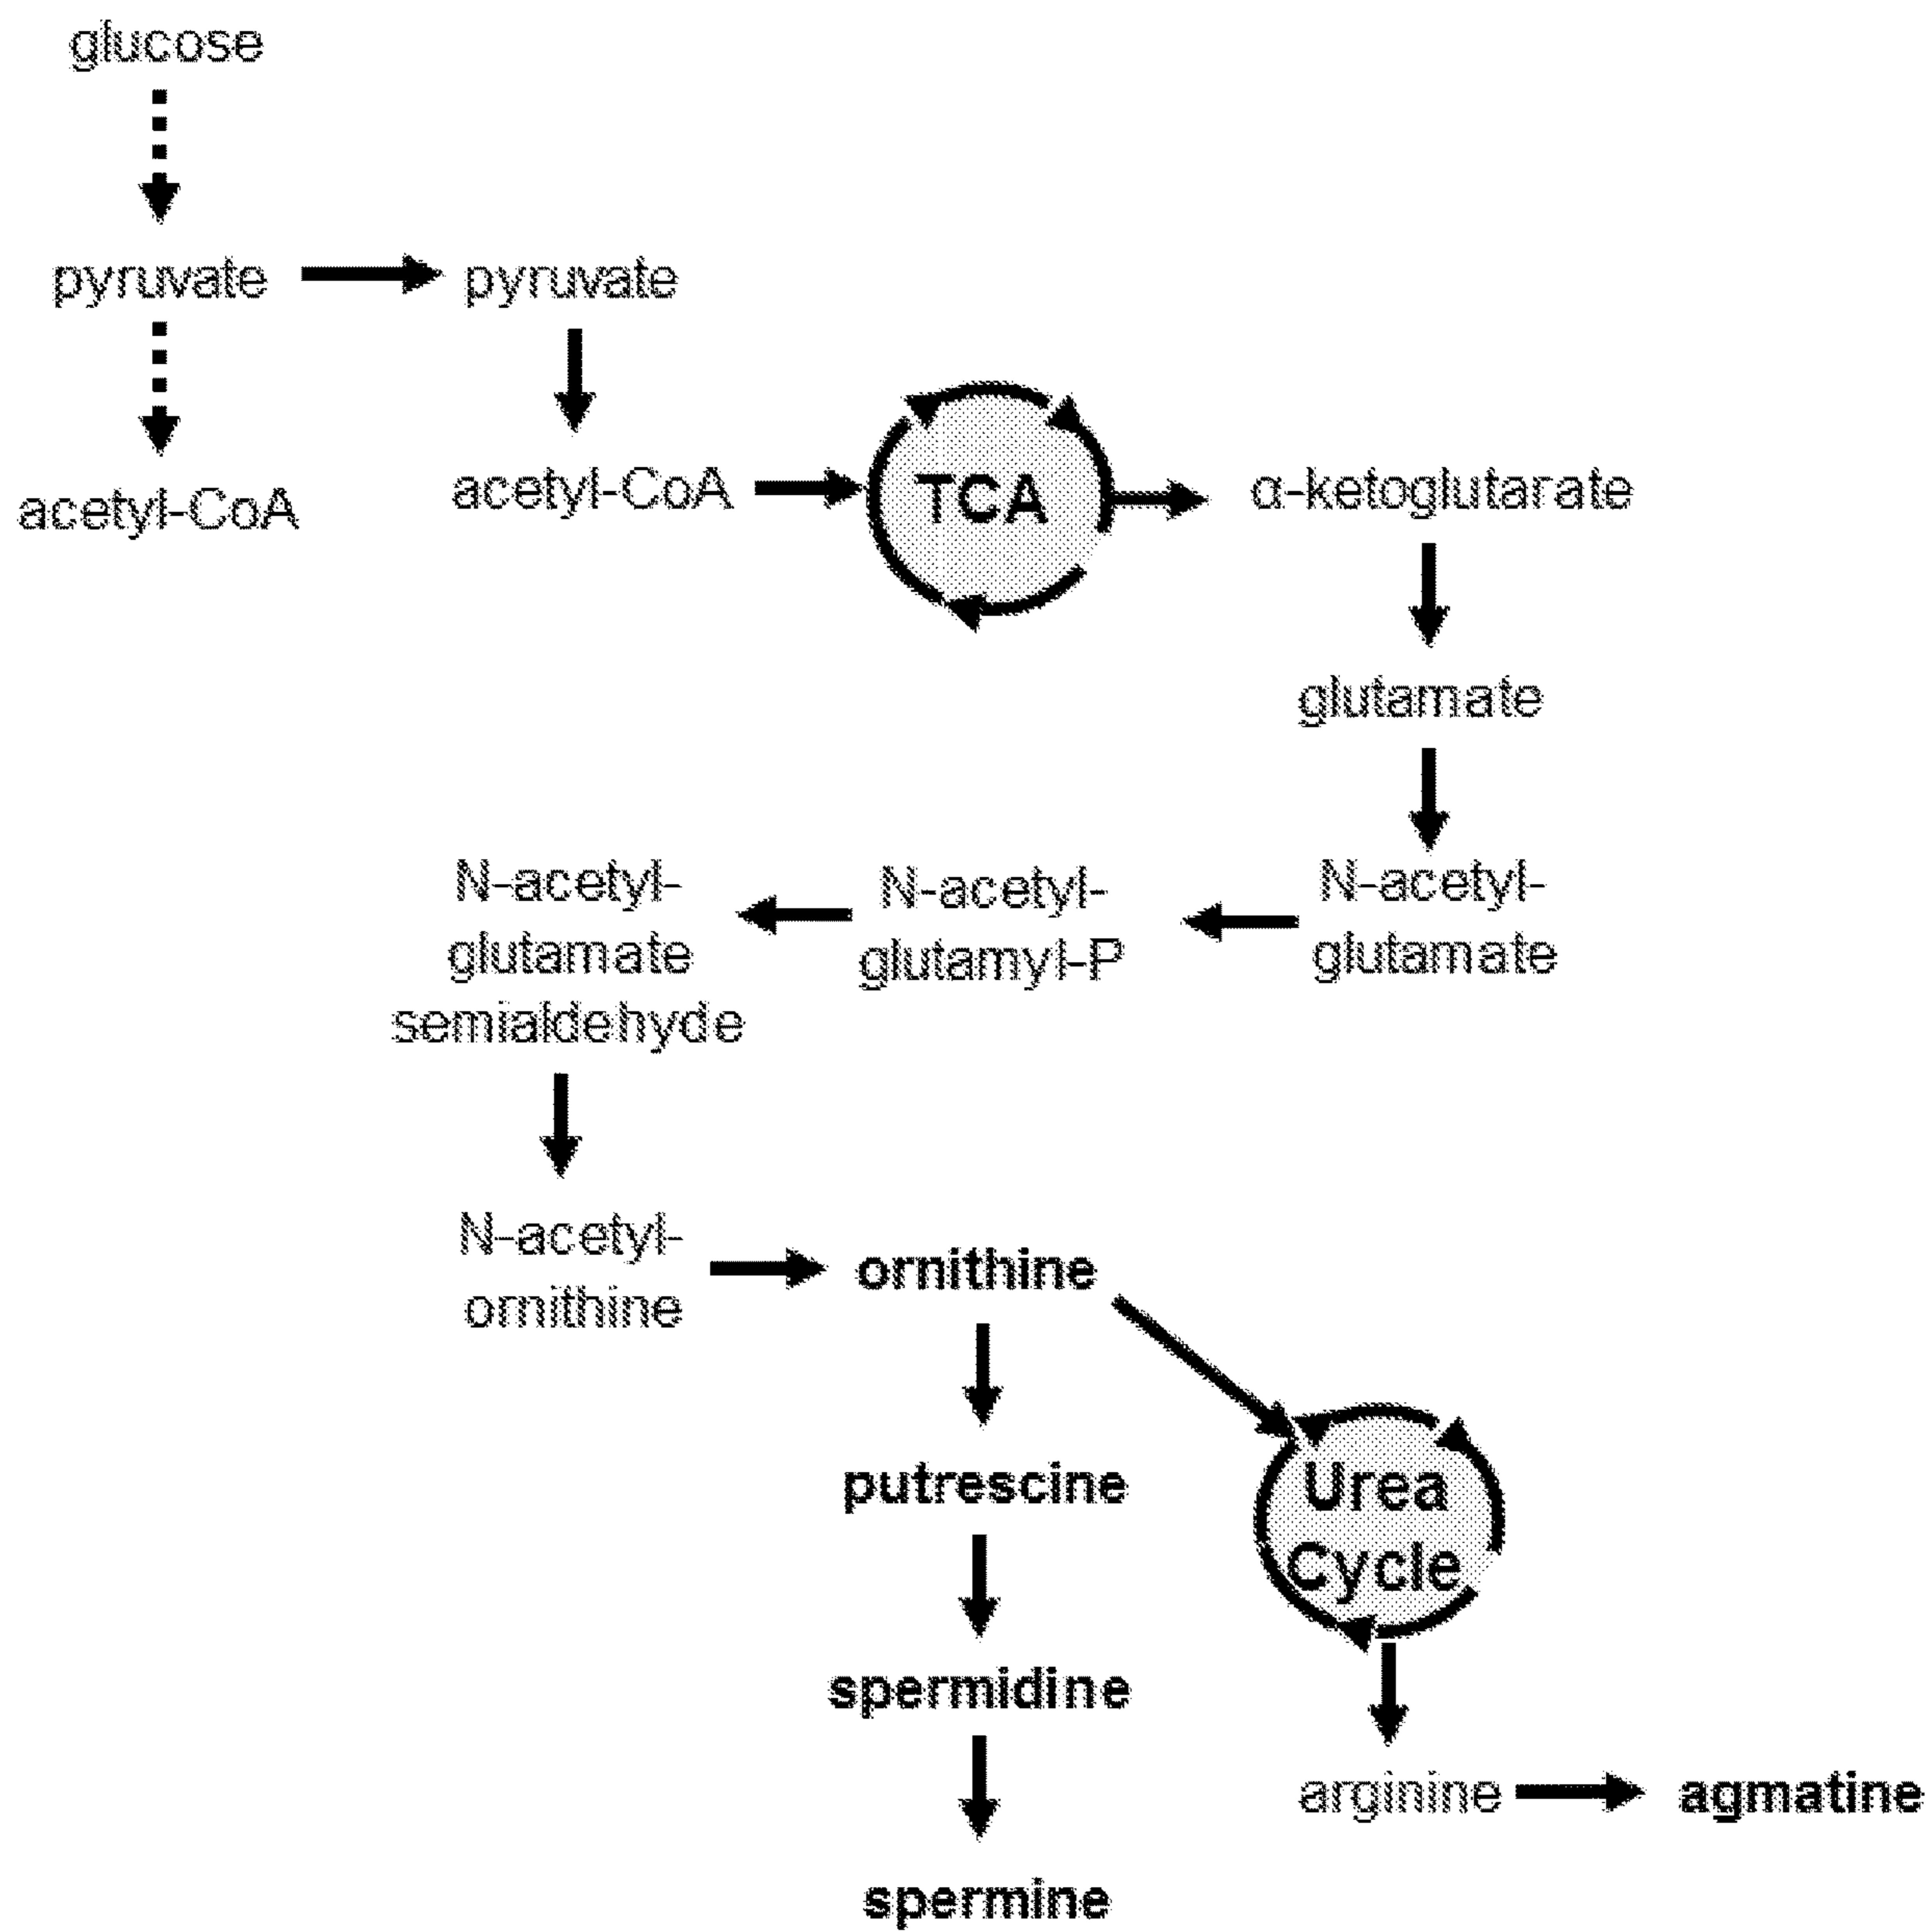 glucose
pyruvate
pyruvate
acetyl-CoA
acetyl-CoA
TCA
α-ketoglutarate
glutamate
N-acetyl-
glutamate
N-acetyl-
glutamyl-P
N-acetyl-
glutamate
semialdehyde
N-acetyl-
ornithine
ornithine
putrescine
Urea
Cycle
spermidine
arginine
agmatine
spermine